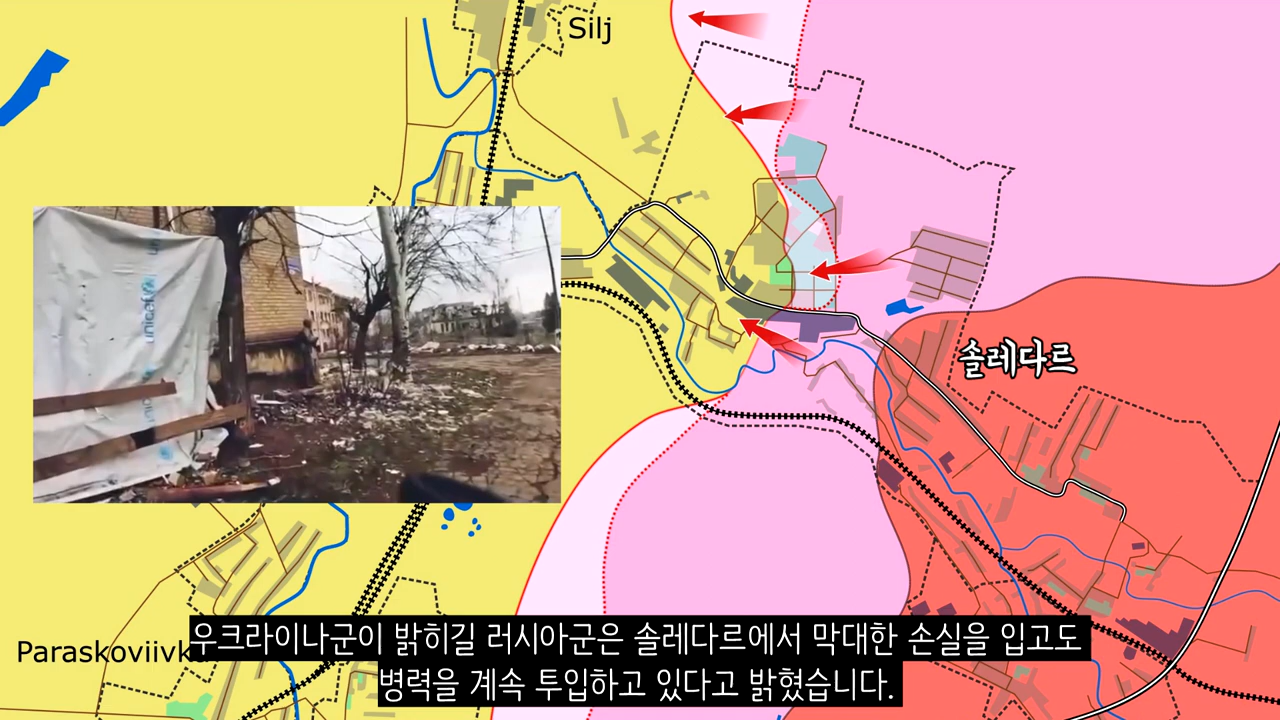 Silj
unicef
솔레다르
Paraskoviivka
우크라이나군이 밝히길 러시아군은 솔레다르에서 막대한 손실을 입고도
병력을 계속 투입하고 있다고 밝혔습니다.